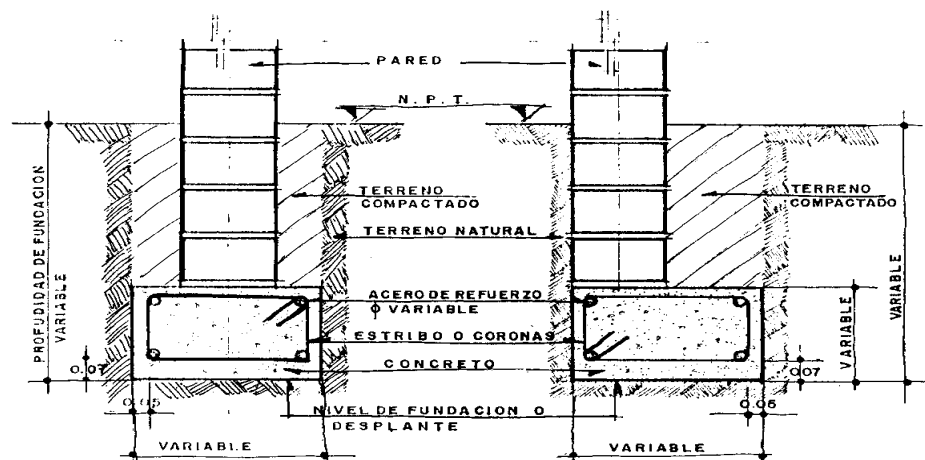 PARED
N. P. T.
TERRENO
COMPACTADO
TERRENO
COMPACTADO
TERRENO NATURAL
PROFUDIDAD DE FUNDACION
VARIABLE
ACERO DE REFUERZO
ϕ VARIABLE
ESTRIBO O CORONAS
CONCRETO
VARIABLE
VARIABLE
0.07
0.07
0.05
0.05
NIVEL DE FUNDACION O
DESPLANTE
VARIABLE
VARIABLE